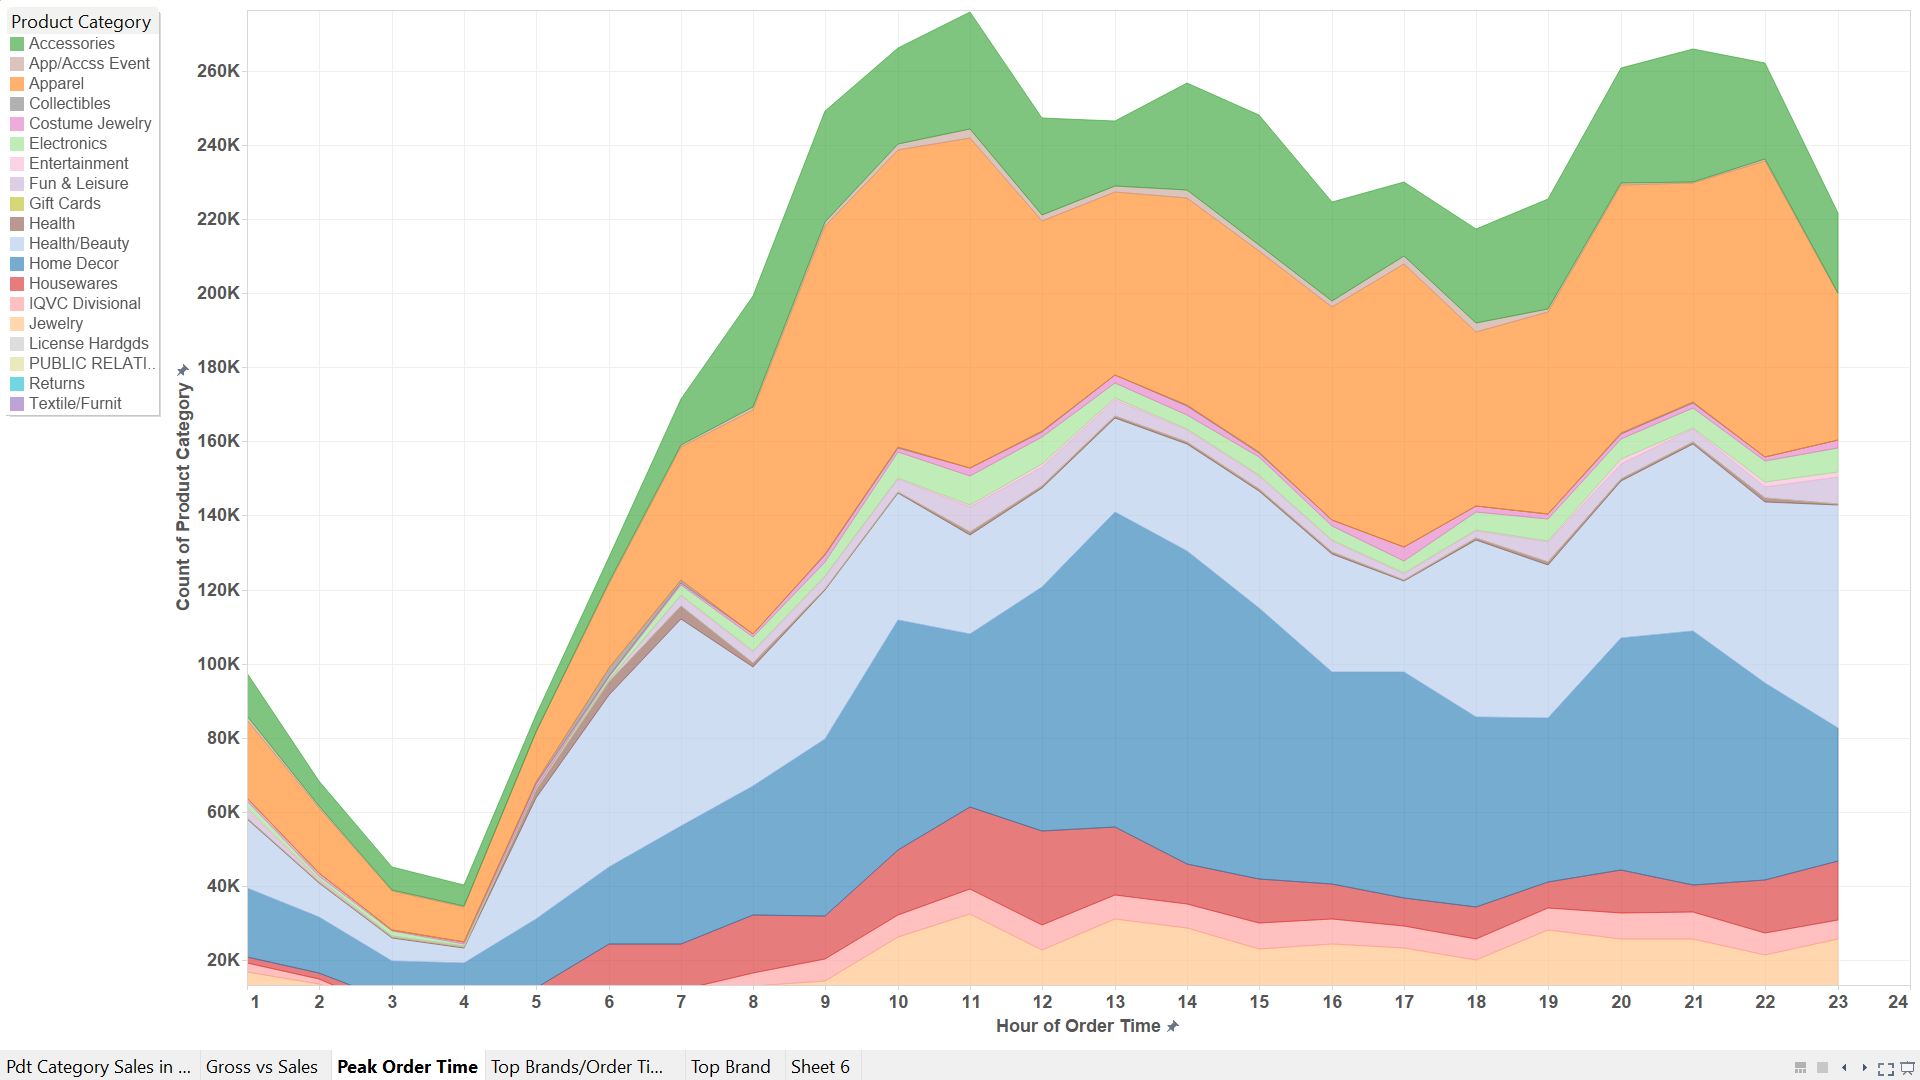 Product Category
Accessories
App/Accss Event
Apparel
Collectibles
Costume Jewelry
Electronics
Entertainment
Fun & Leisure
Gift Cards
Health
Health/Beauty
Home Decor
Housewares
IQVC Divisional
Jewelry
License Hardgds
PUBLIC RELATI..
Returns
Textile/Furnit
Count of Product Category
260K
240K
220K
200K
180K
160K
140K
120K
100K
80K
60K
40K
20K
1 2 3 4 5 6 7 8 9 10 11 12 13 14 15 16 17 18 19 20 21 22 23 24
Hour of Order Time
Pdt Category Sales in ... Gross vs Sales Peak Order Time Top Brands/Order Ti... Top Brand Sheet 6